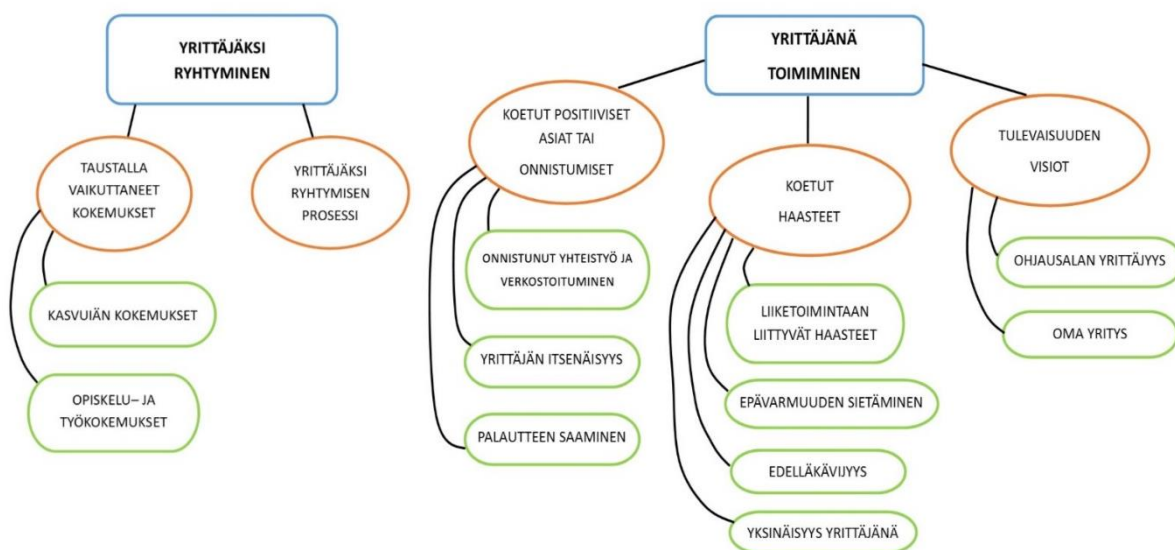 YRITTÄJÄKSI
RYHTYMINEN
TAUSTALLA
VAIKUTTANEET
KOKEMUKSET
YRITTÄJÄKSI
RYHTYMISEN
PROSESSI
KASVUIÄN KOKEMUKSET
OPISKELU– JA
TYÖKOKEMUKSET
YRITTÄJÄNÄ
TOIMIMINEN
KOETUT POSITIIVISET
ASIAT TAI
ONNISTUMISET
ONNISTUNUT YHTEISTYÖ JA
VERKOSTOITUMINEN
YRITTÄJÄN ITSENÄISYYS
PALAUTTEEN SAAMINEN
KOETUT
HAASTEET
LIIKETOIMINTAAN
LIITTYVÄT HAASTEET
EPÄVARMUUDEN SIETÄMINEN
EDELLÄKÄVIJYYS
YKSINÄISYYS YRITTÄJÄNÄ
TULEVAISUUDEN
VISIOT
OHJAUSALAN YRITTÄJYYS
OMA YRITYS